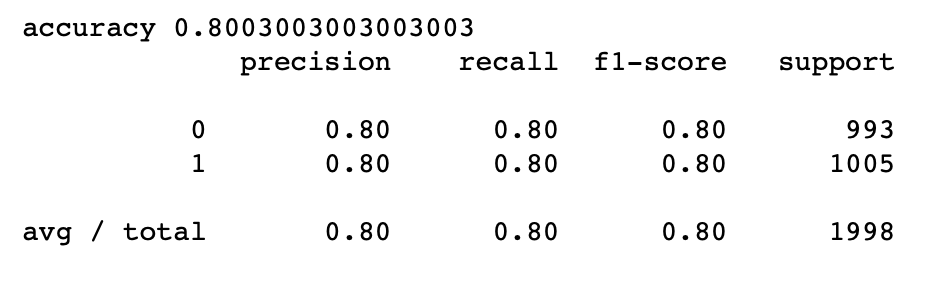 accuracy 0.8003003003003003
precision recall f1-score support
0 0.80 0.80 0.80 993
1 0.80 0.80 0.80 1005
avg / total 0.80 0.80 0.80 1998